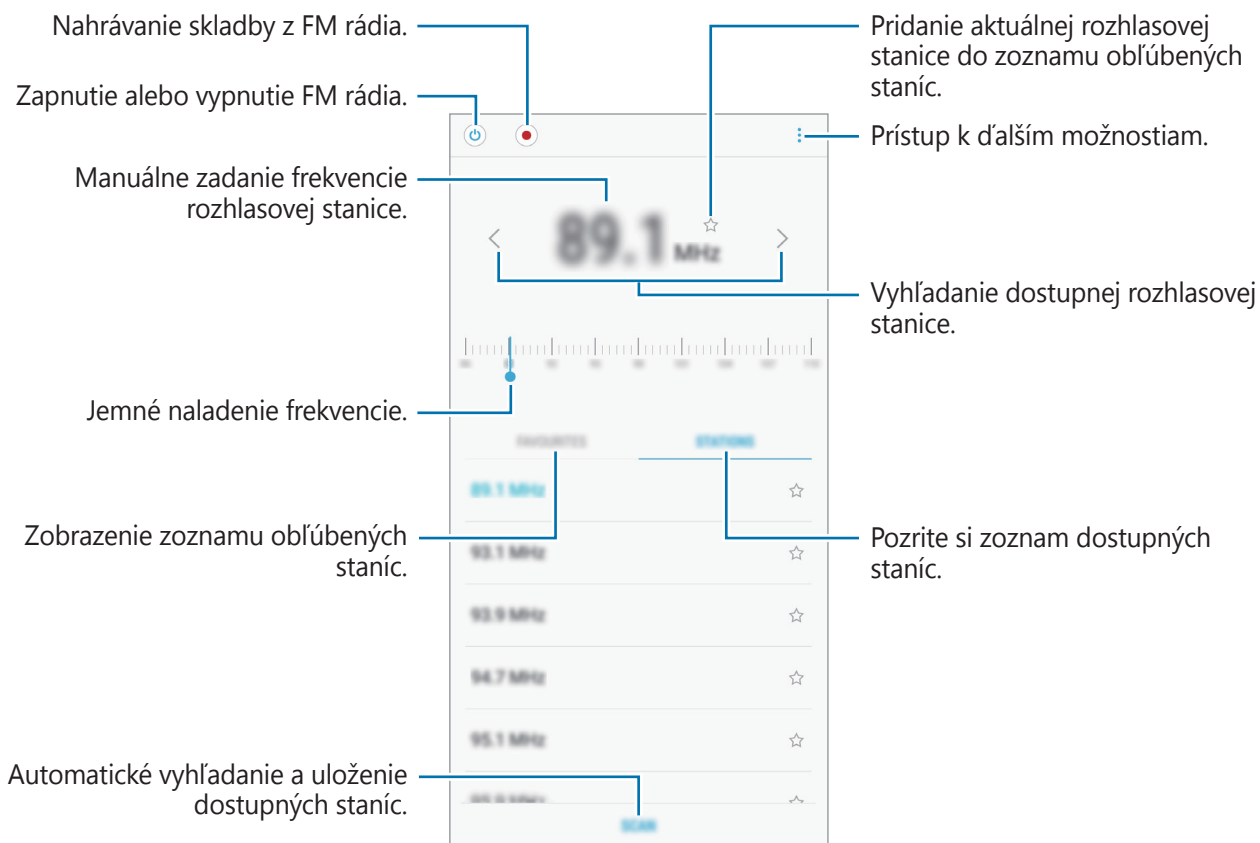 Nahrávanie skladby z FM rádia.
Zapnutie alebo vypnutie FM rádia.
Manuálne zadanie frekvencie
rozhlasovej stanice.
Jemné naladenie frekvencie.
Zobrazenie zoznamu obľúbených
staníc.
Automatické vyhľadanie a uloženie
dostupných staníc.
89.1 MHz
FAVOURITES
STATIONS
89.1 MHz
93.1 MHz
93.9 MHz
94.7 MHz
95.1 MHz
SCAN
Pridanie aktuálnej rozhlasovej
stanice do zoznamu obľúbených
staníc.
Prístup k ďalším možnostiam.
Vyhľadanie dostupnej rozhlasovej
stanice.
Pozrite si zoznam dostupných
staníc.